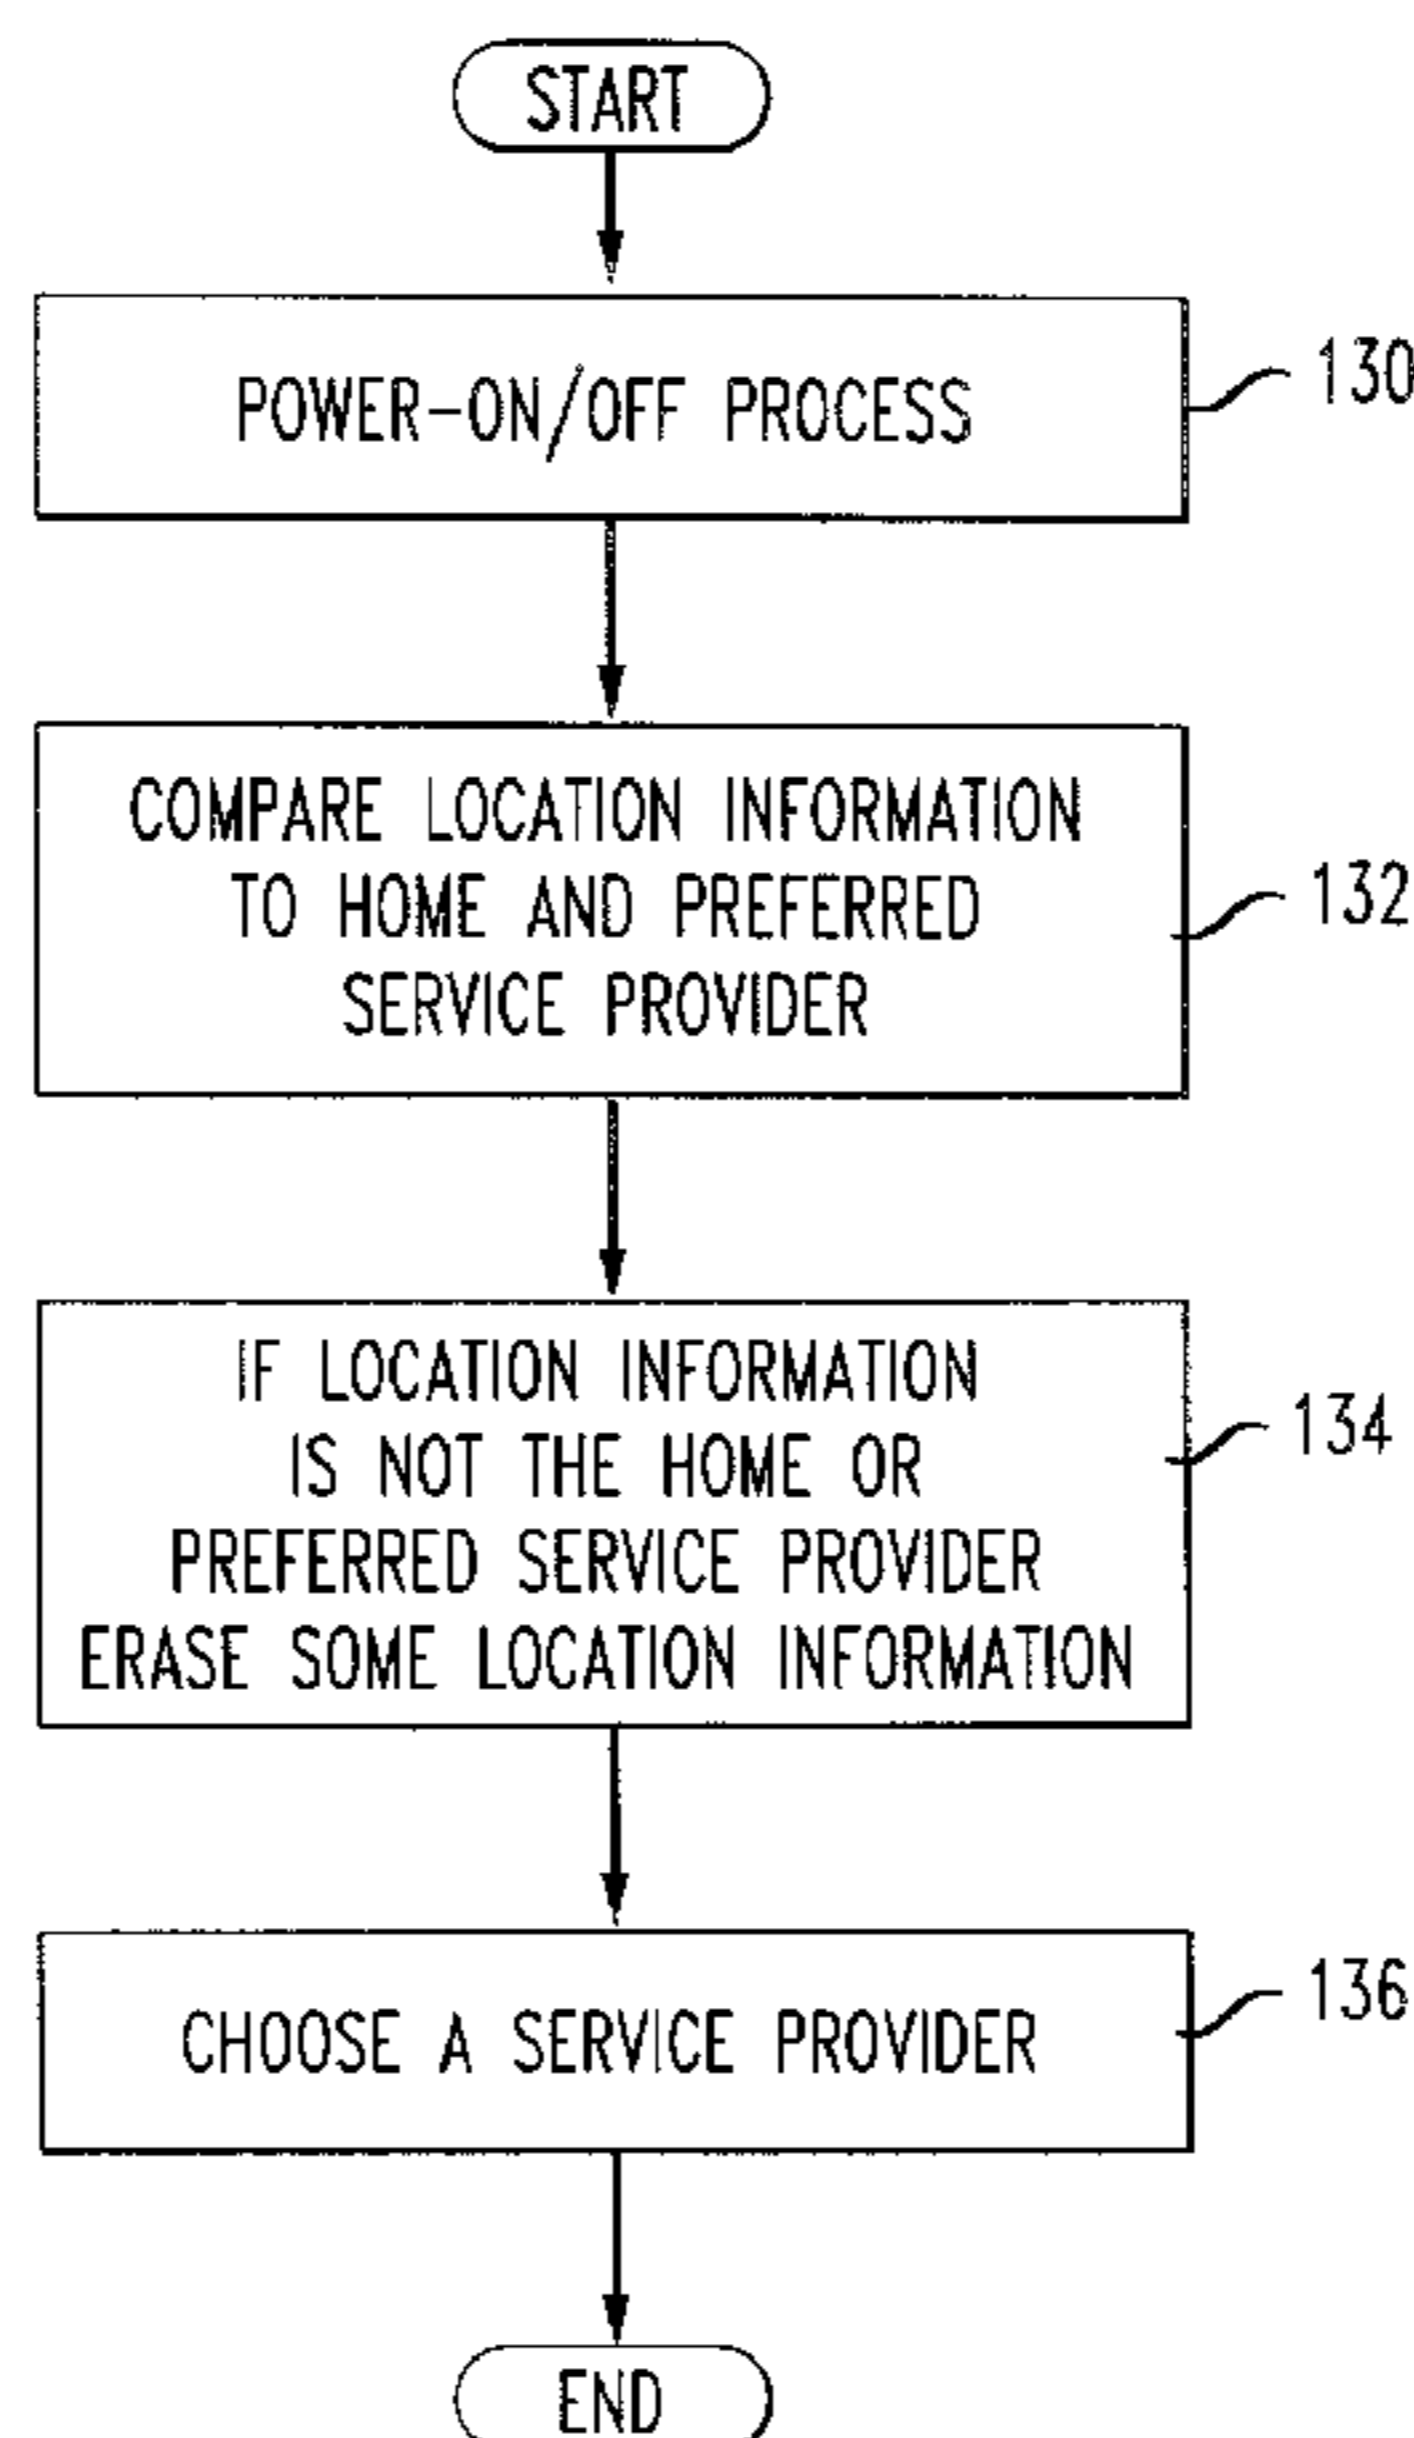 START
POWER-ON/OFF PROCESS
130
COMPARE LOCATION INFORMATION
TO HOME AND PREFERRED
SERVICE PROVIDER
132
IF LOCATION INFORMATION
IS NOT THE HOME OR
PREFERRED SERVICE PROVIDER
ERASE SOME LOCATION INFORMATION
134
CHOOSE A SERVICE PROVIDER
136
END